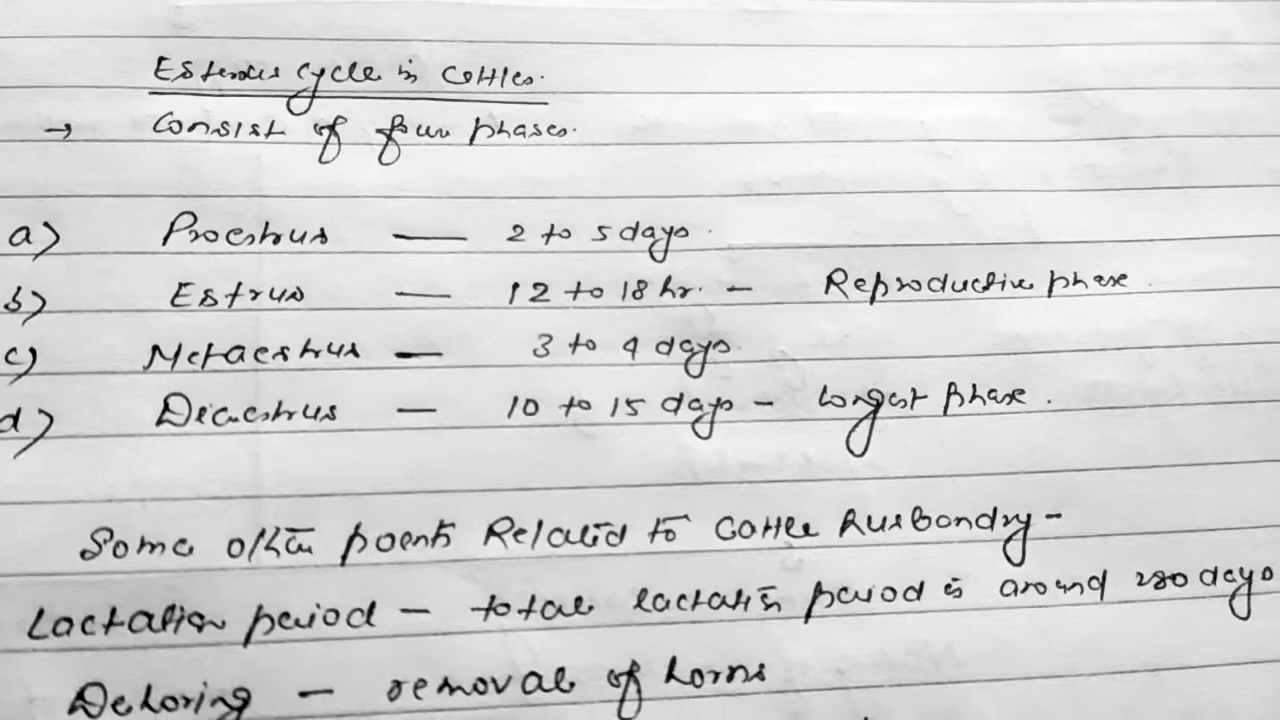 Esterous cycle in Cattles.
→ Consist of four phases.
a) Proestrus — 2 to 5 days.
b) Estrus — 12 to 18 hr. - Reproductive phase.
c) Metaestrus — 3 to 4 days.
d) Diaestrus — 10 to 15 days - longest phase.
Some other points Related to Cattle Husbandry -
Lactation period - total lactation period is around 280 days
Dehoring - removal of horns